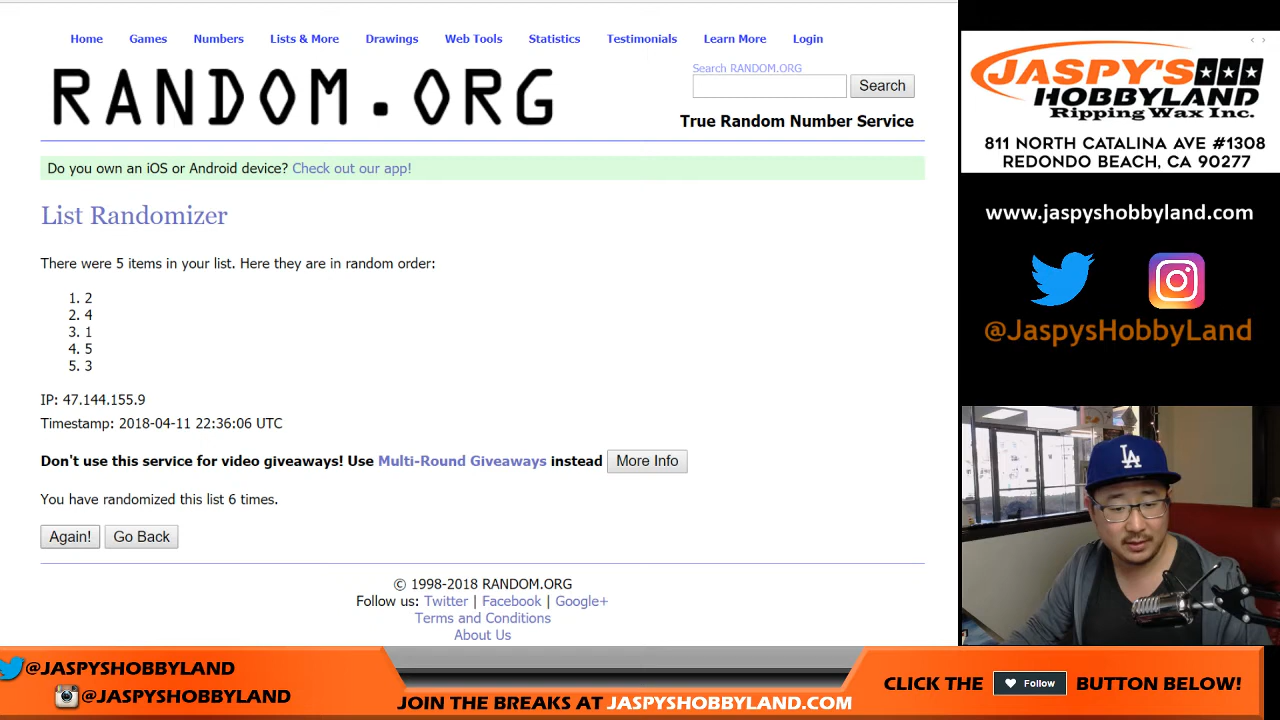 Home Games Numbers Lists & More Drawings Web Tools Statistics Testimonials Learn More Login
RANDOM.ORG
Search RANDOM.ORG
Search
True Random Number Service
Do you own an iOS or Android device? Check out our app!
List Randomizer
There were 5 items in your list. Here they are in random order:
1. 2
2. 4
3. 1
4. 5
5. 3
IP: 47.144.155.9
Timestamp: 2018-04-11 22:36:06 UTC
Don't use this service for video giveaways! Use Multi-Round Giveaways instead More Info
You have randomized this list 6 times.
Again! Go Back
© 1998-2018 RANDOM.ORG
Follow us: Twitter | Facebook | Google+
Terms and Conditions
About Us
JASPY'S
HOBBYLAND
Ripping Wax Inc.
811 NORTH CATALINA AVE #1308
REDONDO BEACH, CA 90277
www.jaspyshobbyland.com
@JaspysHobbyLand
LA
@JASPYSHOBBYLAND
@JASPYSHOBBYLAND
JOIN THE BREAKS AT JASPYSHOBBYLAND.COM
CLICK THE Follow BUTTON BELOW!